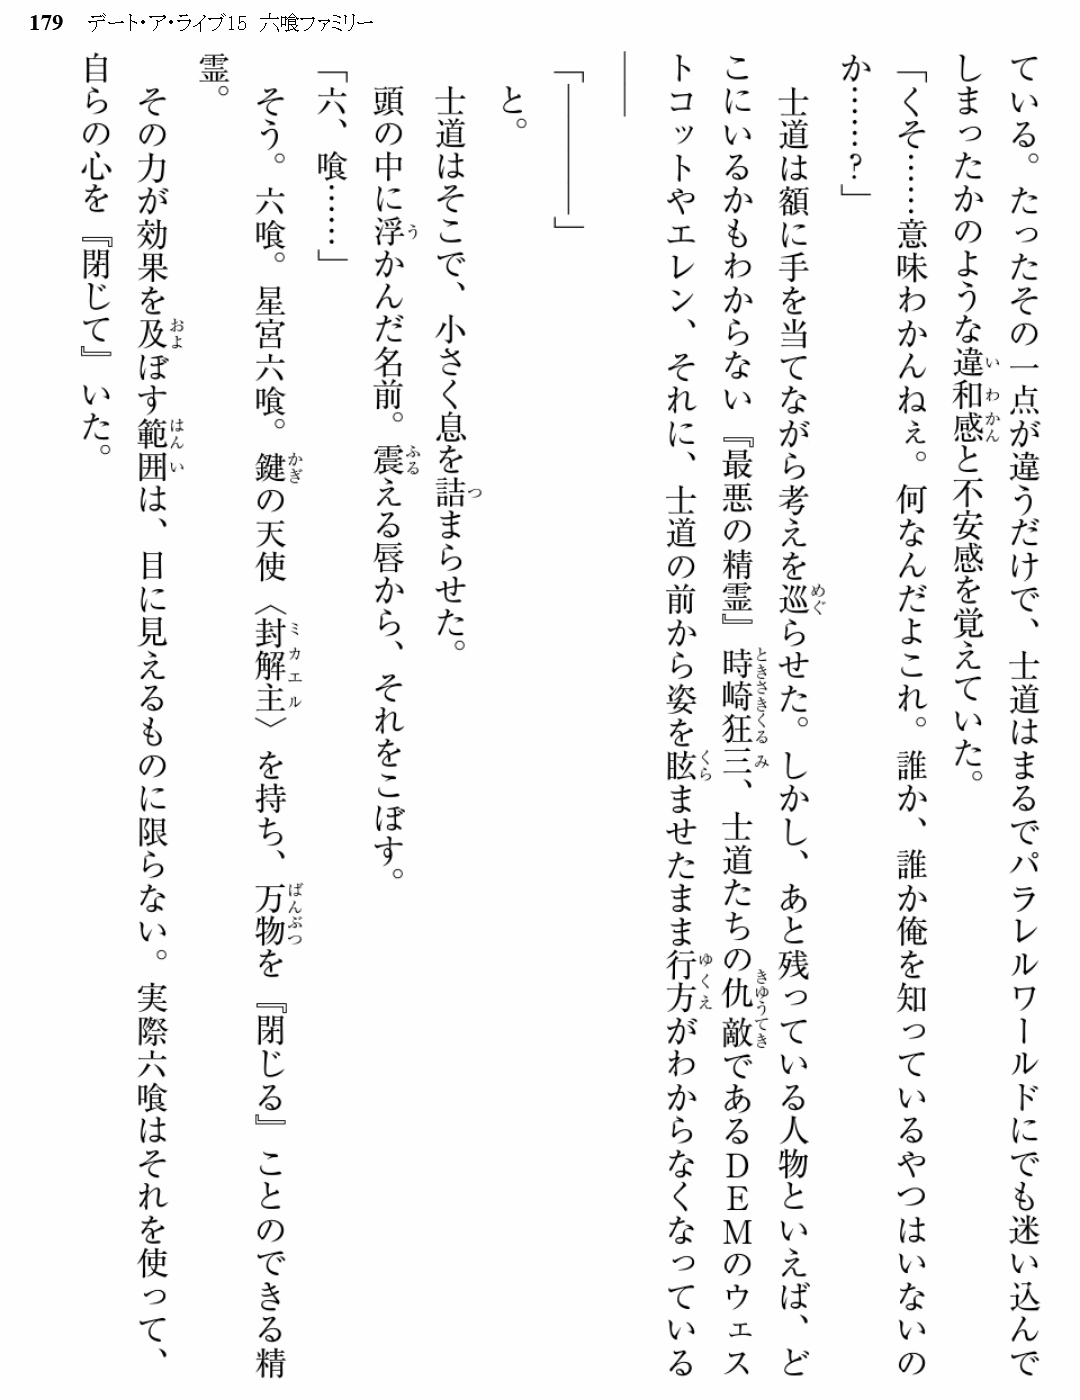 179 デート・ア・ライブ15 六喰ファミリー
ている。たったその一点が違うだけで、士道はまるでパラレルワールドにでも迷い込んで
しまったかのような違和感と不安感を覚えていた。
「くそ……意味わかんねぇ。何なんだよこれ。誰か、誰か俺を知っているやつはいないの
か……？」
士道は額に手を当てながら考えを巡らせた。しかし、あと残っている人物といえば、ど
こにいるかもわからない『最悪の精霊』時崎狂三、士道たちの仇敵であるＤＥＭのウェス
トコットやエレン、それに、士道の前から姿を眩ませたまま行方がわからなくなっている
――
「――――」
と。
士道はそこで、小さく息を詰まらせた。
頭の中に浮かんだ名前。震える唇から、それをこぼす。
「六、喰……」
そう。六喰。星宮六喰。鍵の天使〈封解主〉を持ち、万物を『閉じる』ことのできる精
霊。
その力が効果を及ぼす範囲は、目に見えるものに限らない。実際六喰はそれを使って、
自らの心を『閉じて』いた。